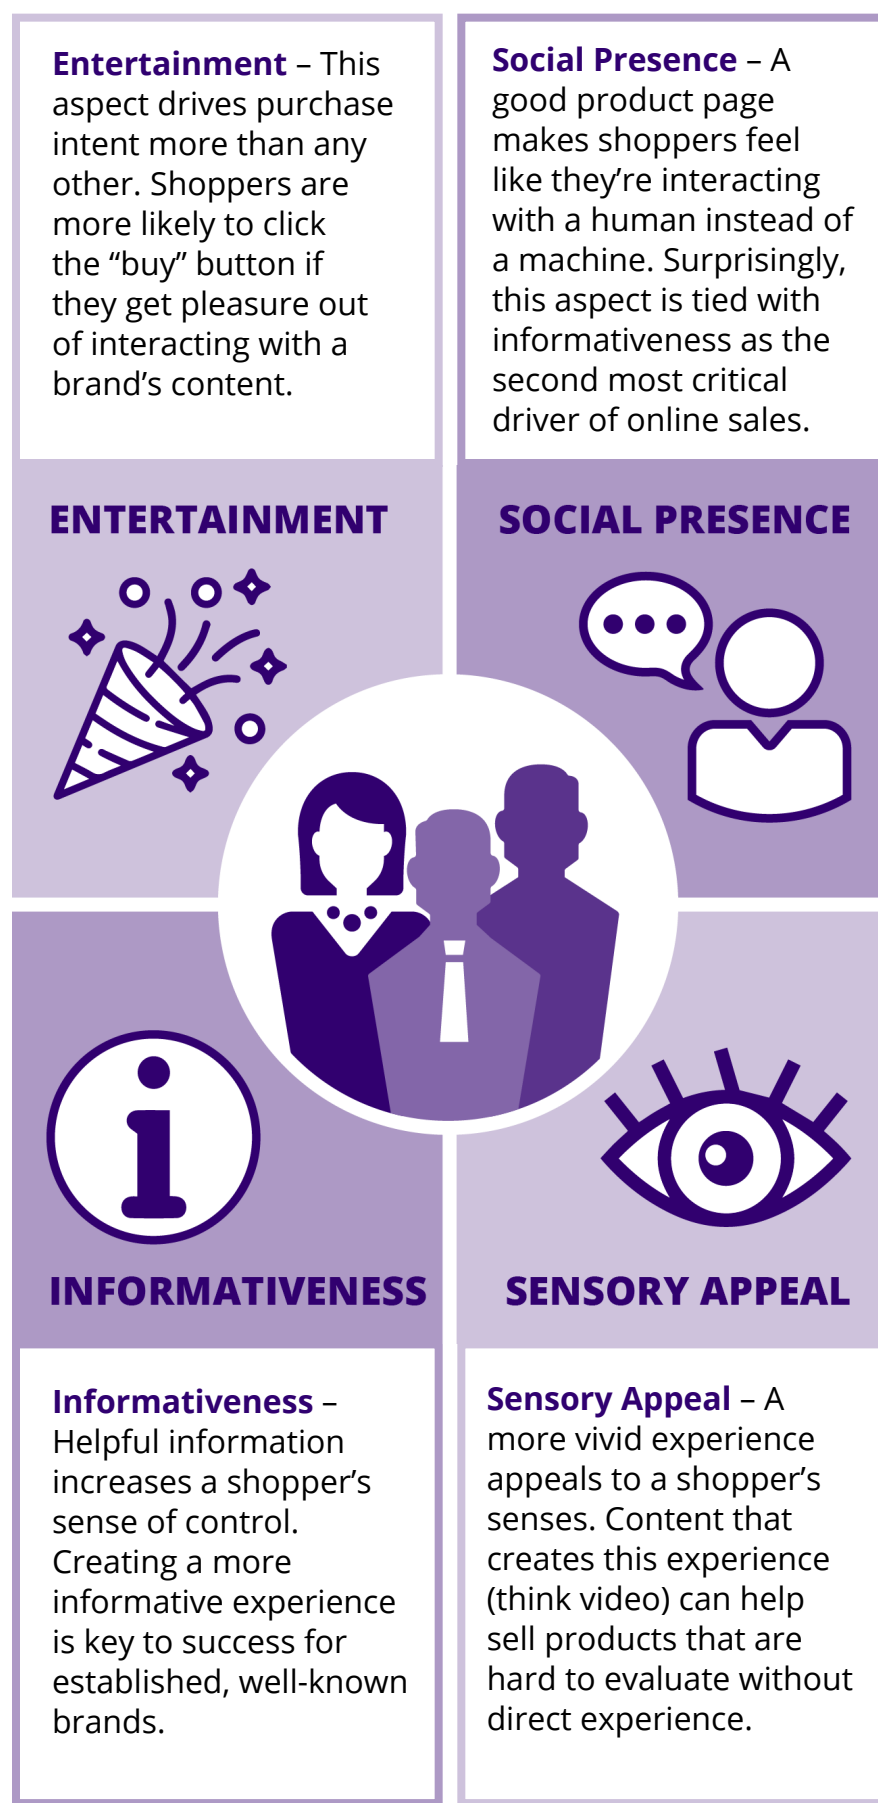 Entertainment – This
aspect drives purchase
intent more than any
other. Shoppers are
more likely to click
the “buy” button if
they get pleasure out
of interacting with a
brand’s content.
Social Presence – A
good product page
makes shoppers feel
like they’re interacting
with a human instead of
a machine. Surprisingly,
this aspect is tied with
informativeness as the
second most critical
driver of online sales.
ENTERTAINMENT
SOCIAL PRESENCE
INFORMATIVENESS
SENSORY APPEAL
Informativeness –
Helpful information
increases a shopper’s
sense of control.
Creating a more
informative experience
is key to success for
established, well-known
brands.
Sensory Appeal – A
more vivid experience
appeals to a shopper’s
senses. Content that
creates this experience
(think video) can help
sell products that are
hard to evaluate without
direct experience.